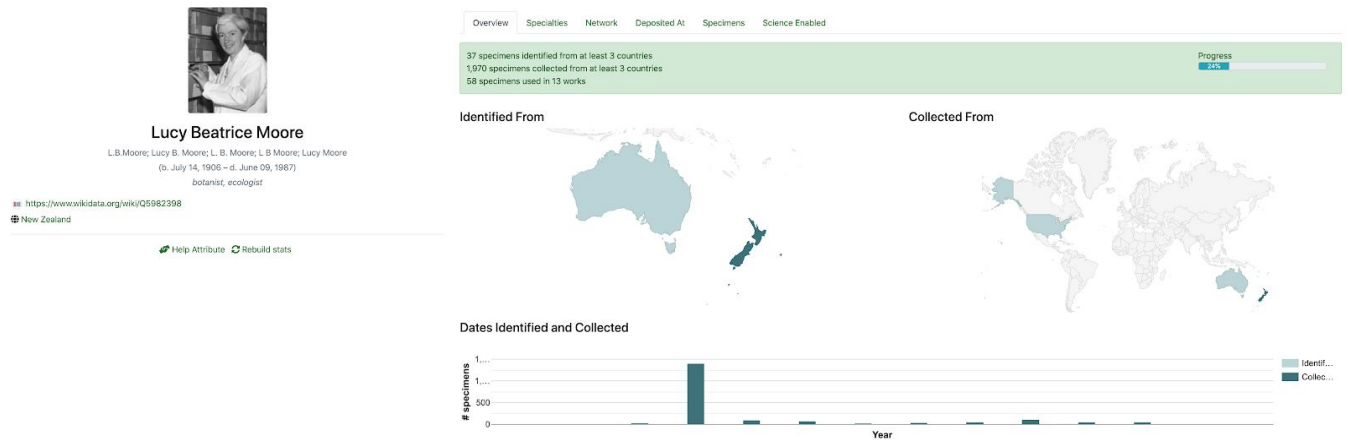 Lucy Beatrice Moore
L.B.Moore; Lucy B. Moore; L. B. Moore; L B Moore; Lucy Moore
(b. July 14, 1906 – d. June 09, 1987)
botanist, ecologist
https://www.wikidata.org/wiki/Q5982398
New Zealand
Help Attribute Rebuild stats
Overview Specialties Network Deposited At Specimens Science Enabled
37 specimens identified from at least 3 countries
1,970 specimens collected from at least 3 countries
58 specimens used in 13 works
Progress
24%
Identified From
Collected From
Dates Identified and Collected
# specimens
1,...
1,...
500
0
Year
Identif...
Collec...